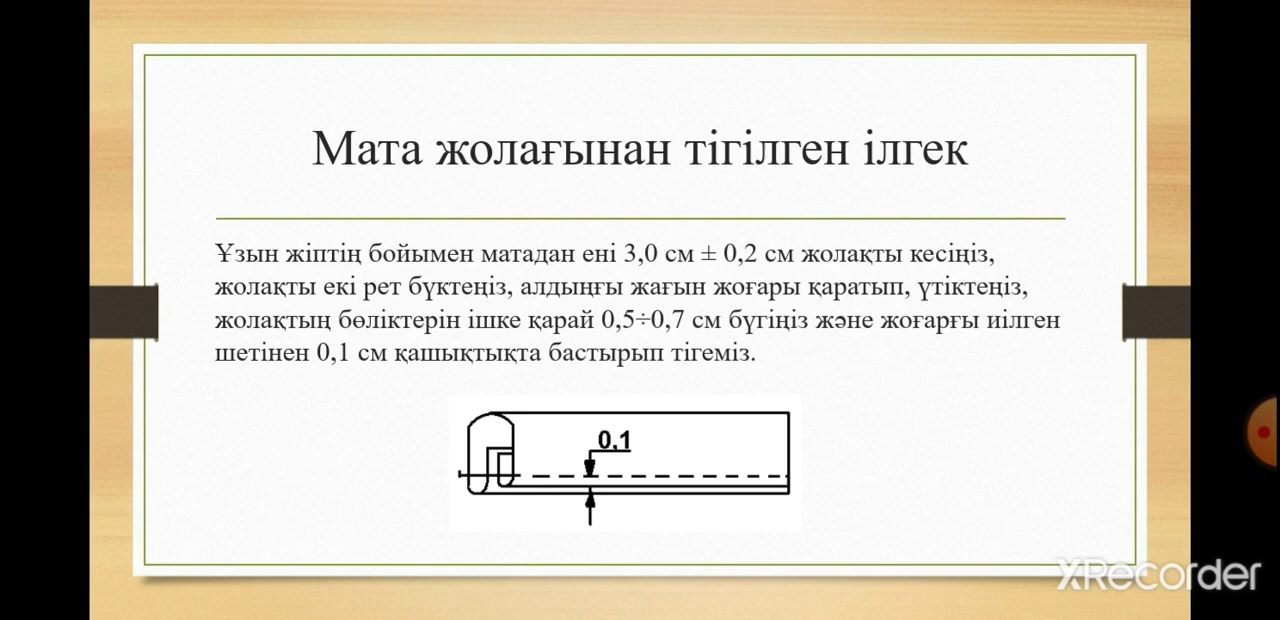 Мата жолағынан тігілген ілгек
Ұзын жіптің бойымен матадан ені 3,0 см ± 0,2 см жолақты кесіңіз,
жолақты екі рет бүктеңіз, алдыңғы жағын жоғары қаратып, үтіктеңіз,
жолақтың бөліктерін ішке қарай 0,5÷0,7 см бүгіңіз және жоғарғы иілген
шетінен 0,1 см қашықтықта бастырып тігеміз.
0,1
XRecorder